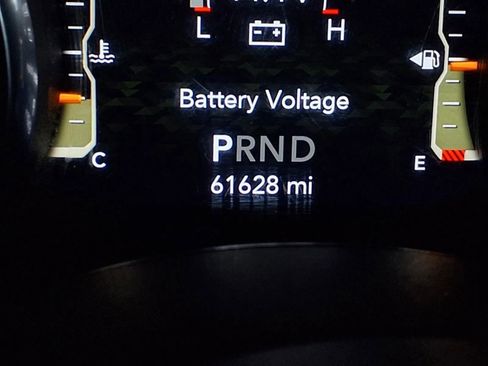 L H
Battery Voltage
PRND
C E
61628 mi